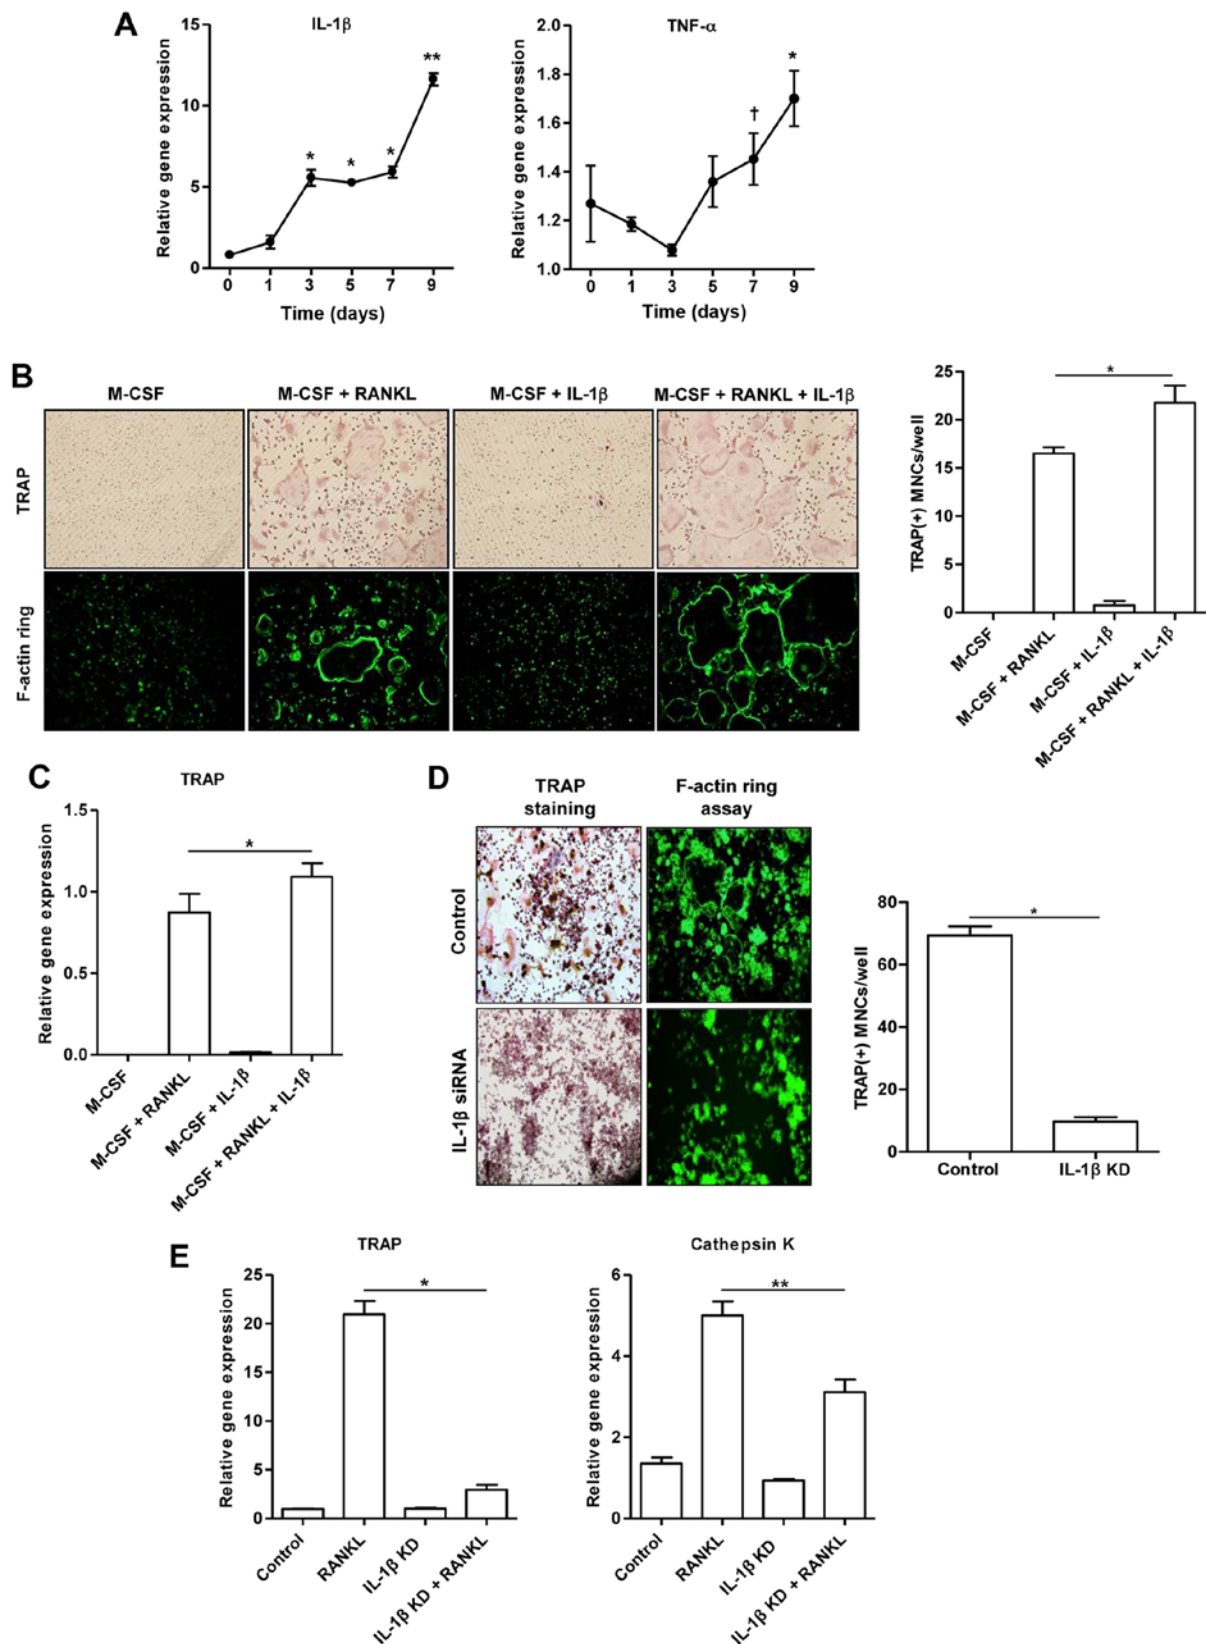 A
IL-1β
Relative gene expression
15
10
5
0
*
*
*
**
0 1 3 5 7 9
Time (days)
TNF-α
Relative gene expression
2.0
1.8
1.6
1.4
1.2
1.0
†
*
0 1 3 5 7 9
Time (days)
B
M-CSF
M-CSF + RANKL
M-CSF + IL-1β
M-CSF + RANKL + IL-1β
TRAP
F-actin ring
TRAP(+) MNCs/well
25
20
15
10
5
0
*
M-CSF
M-CSF + RANKL
M-CSF + IL-1β
M-CSF + RANKL + IL-1β
C
TRAP
Relative gene expression
1.5
1.0
0.5
0.0
*
M-CSF
M-CSF + RANKL
M-CSF + IL-1β
M-CSF + RANKL + IL-1β
D
TRAP
staining
F-actin ring
assay
Control
IL-1β siRNA
TRAP(+) MNCs/well
80
60
40
20
0
*
Control
IL-1β KD
E
TRAP
Relative gene expression
25
20
15
10
5
0
*
Control
RANKL
IL-1β KD
IL-1β KD + RANKL
Cathepsin K
Relative gene expression
6
4
2
0
**
Control
RANKL
IL-1β KD
IL-1β KD + RANKL